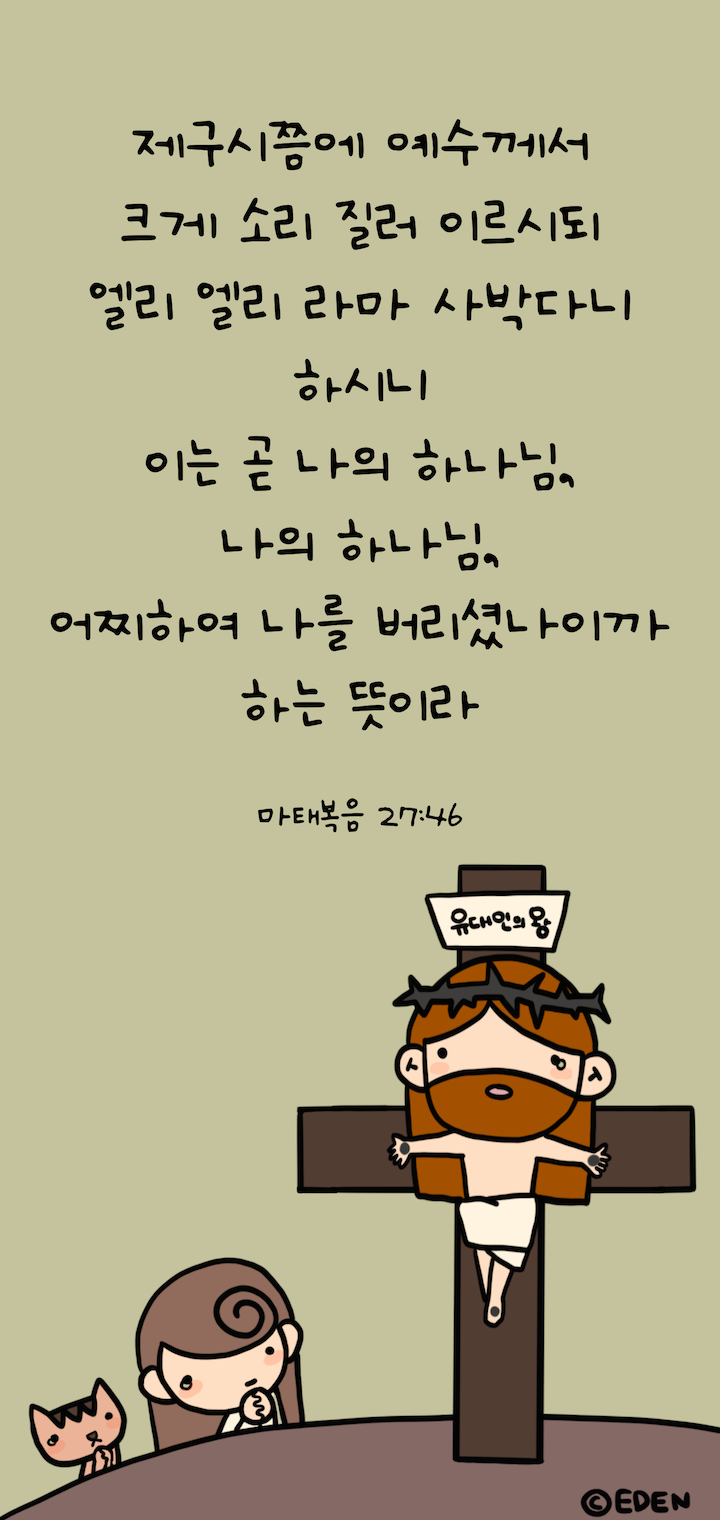 제구시쯤에 예수께서
크게 소리 질러 이르시되
엘리 엘리 라마 사박다니
하시니
이는 곧 나의 하나님,
나의 하나님,
어찌하여 나를 버리셨나이까
하는 뜻이라
마태복음 27:46
유대인의 왕
©EDEN